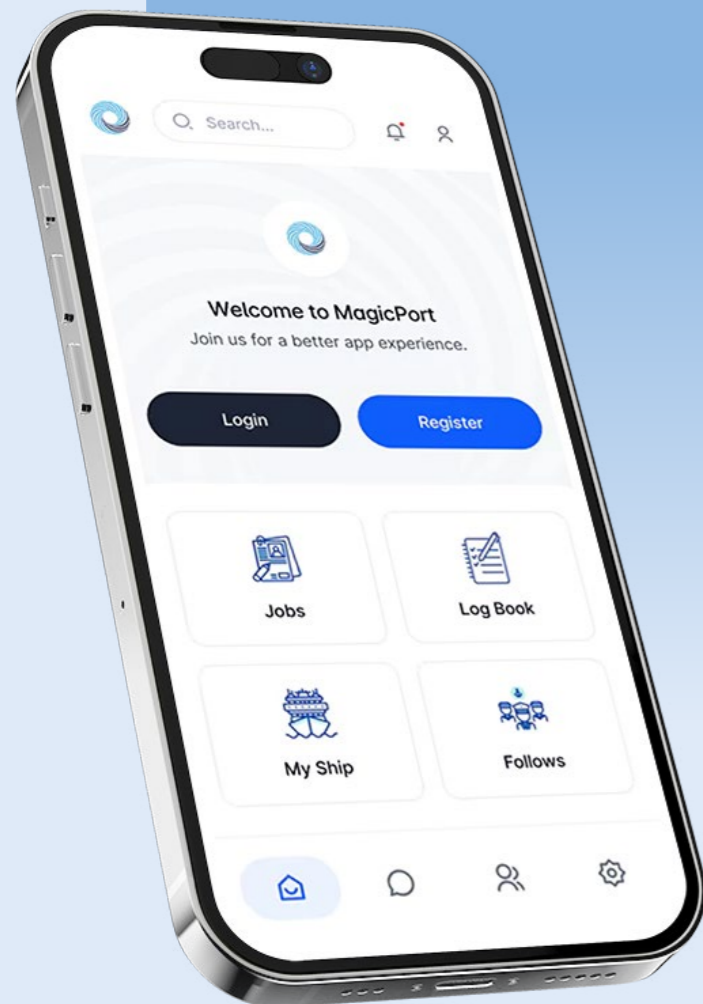 Search...
Welcome to MagicPort
Join us for a better app experience.
Login
Register
Jobs
Log Book
My Ship
Follows